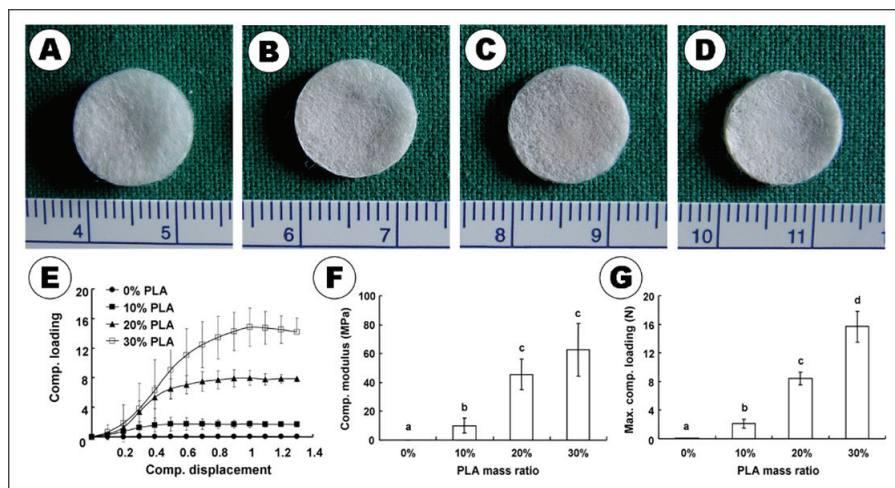 A
B
C
D
4 5
6 7
8 9
10 11
E
Comp. loading
20
16
12
8
4
0
0% PLA
10% PLA
20% PLA
30% PLA
0.2 0.4 0.6 0.8 1 1.2 1.4
Comp. displacement
F
Comp. modulus (MPa)
100
80
60
40
20
0
a b c c
0% 10% 20% 30%
PLA mass ratio
G
Max. comp. loading (N)
20
16
12
8
4
0
a b c d
0% 10% 20% 30%
PLA mass ratio